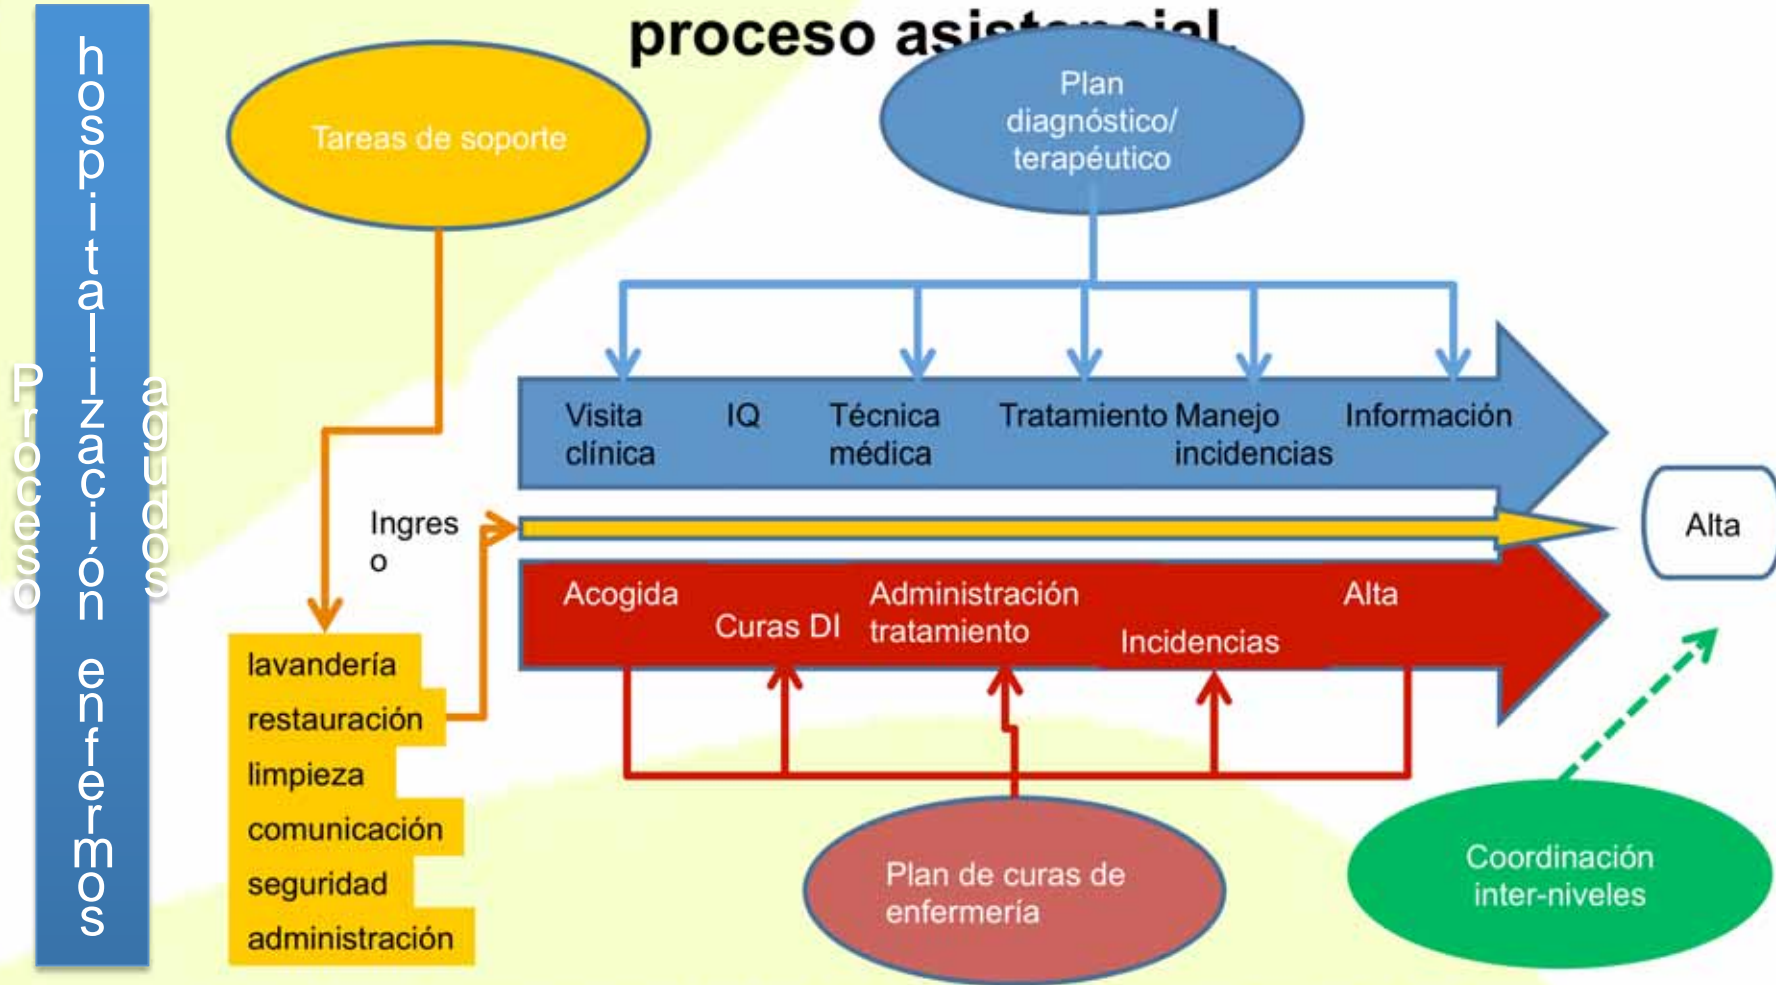 proceso asistencial.
Proceso
hospitalización enfermos
agudos
Tareas de soporte
Plan
diagnóstico/
terapéutico
Visita
clínica
IQ
Técnica
médica
Tratamiento
Manejo
incidencias
Información
Ingres
o
Alta
Acogida
Curas DI
Administración
tratamiento
Incidencias
Alta
lavandería
restauración
limpieza
comunicación
seguridad
administración
Plan de curas de
enfermería
Coordinación
inter-niveles